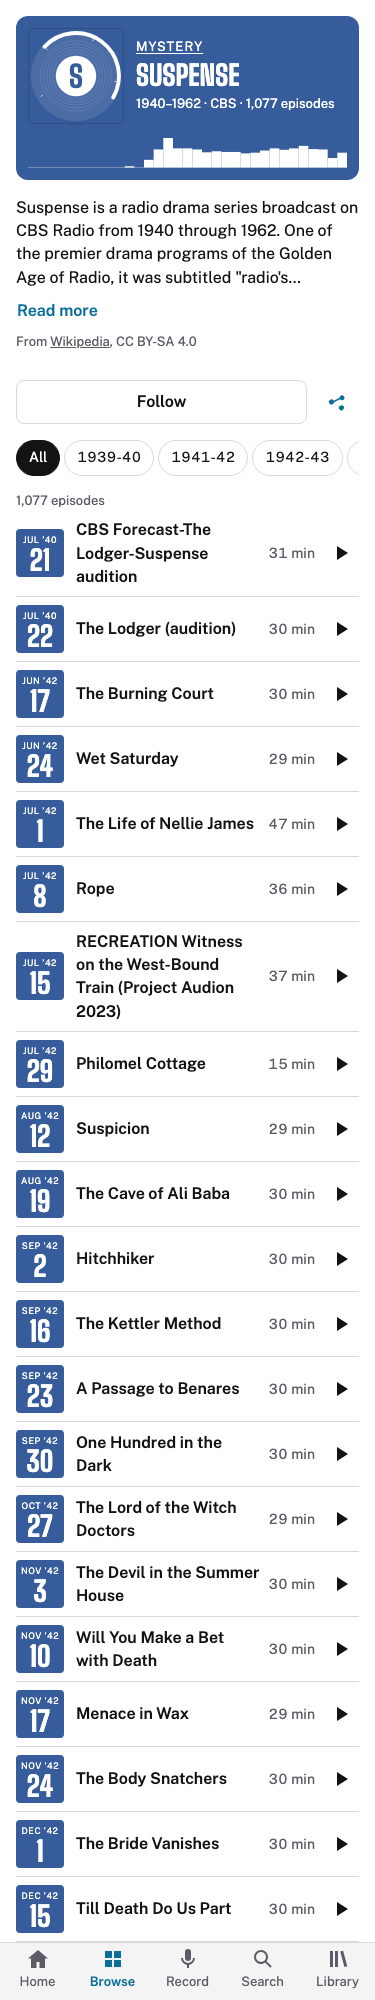 S
MYSTERY
SUSPENSE
1940–1962 · CBS · 1,077 episodes
Suspense is a radio drama series broadcast on
CBS Radio from 1940 through 1962. One of
the premier drama programs of the Golden
Age of Radio, it was subtitled "radio's...
Read more
From Wikipedia, CC BY-SA 4.0
Follow
All 1939-40 1941-42 1942-43
1,077 episodes
JUL '40
21
CBS Forecast-The
Lodger-Suspense
audition
31 min
JUL '40
22
The Lodger (audition)
30 min
JUN '42
17
The Burning Court
30 min
JUN '42
24
Wet Saturday
29 min
JUL '42
1
The Life of Nellie James
47 min
JUL '42
8
Rope
36 min
JUL '42
15
RECREATION Witness
on the West-Bound
Train (Project Audion
2023)
37 min
JUL '42
29
Philomel Cottage
15 min
AUG '42
12
Suspicion
29 min
AUG '42
19
The Cave of Ali Baba
30 min
SEP '42
2
Hitchhiker
30 min
SEP '42
16
The Kettler Method
30 min
SEP '42
23
A Passage to Benares
30 min
SEP '42
30
One Hundred in the
Dark
30 min
OCT '42
27
The Lord of the Witch
Doctors
29 min
NOV '42
3
The Devil in the Summer
House
30 min
NOV '42
10
Will You Make a Bet
with Death
30 min
NOV '42
17
Menace in Wax
29 min
NOV '42
24
The Body Snatchers
30 min
DEC '42
1
The Bride Vanishes
30 min
DEC '42
15
Till Death Do Us Part
30 min
Home Browse Record Search Library